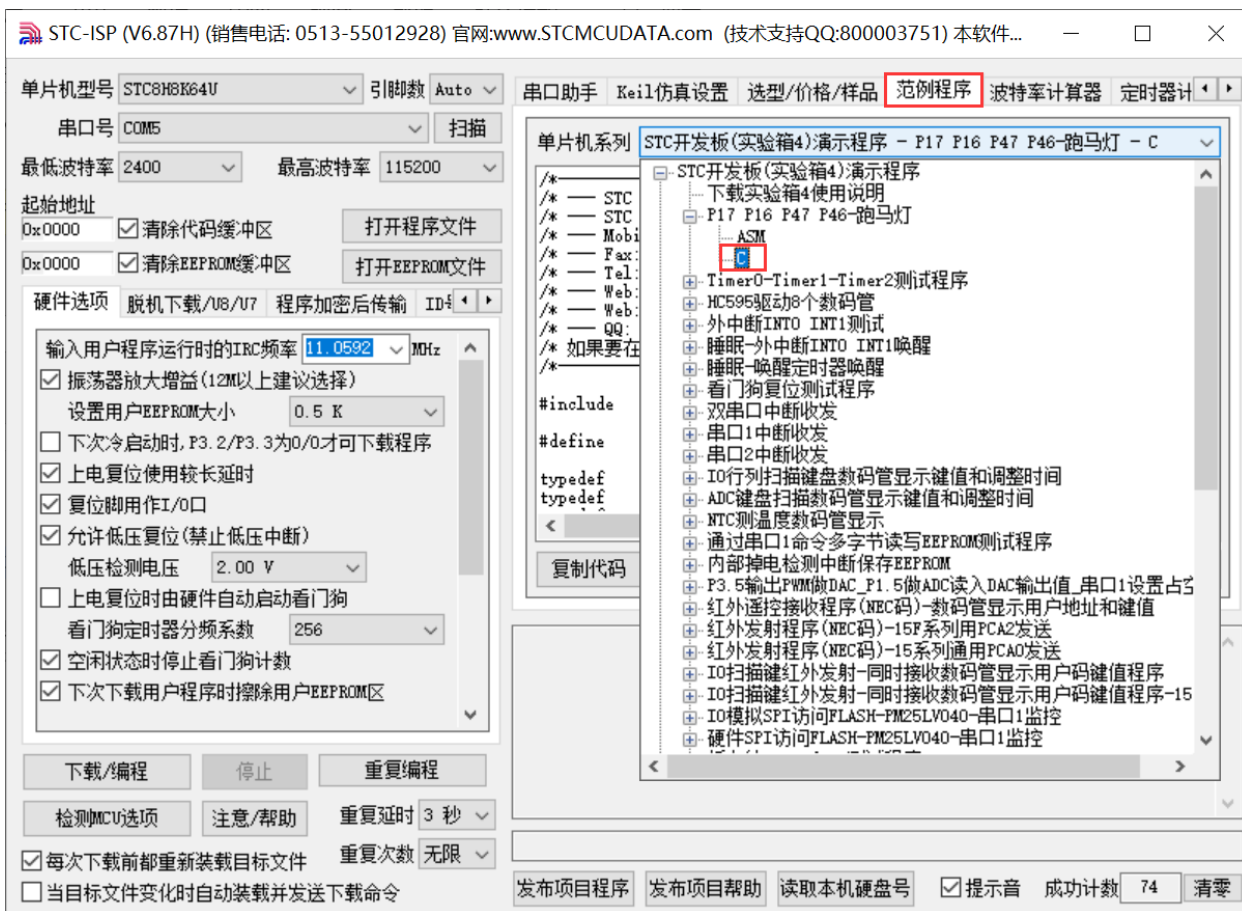 STC-ISP (V6.87H) (销售电话: 0513-55012928) 官网:www.STCMCUDATA.com (技术支持QQ:800003751) 本软件...
单片机型号 STC8H8K64U 引脚数 Auto
串口号 COM5 扫描
最低波特率 2400 最高波特率 115200
起始地址
0x0000 清除代码缓冲区 打开程序文件
0x0000 清除EEPROM缓冲区 打开EEPROM文件
硬件选项 脱机下载/U8/U7 程序加密后传输
输入用户程序运行时的IRC频率 11.0592 MHz
振荡器放大增益(12M以上建议选择)
设置用户EEPROM大小 0.5 K
下次冷启动时,P3.2/P3.3为0/0才可下载程序
上电复位使用较长延时
复位脚用作I/O口
允许低压复位(禁止低压中断)
低压检测电压 2.00 V
上电复位时由硬件自动启动看门狗
看门狗定时器分频系数 256
空闲状态时停止看门狗计数
下次下载用户程序时擦除用户EEPROM区
下载/编程 停止 重复编程
检测MCU选项 注意/帮助 重复延时 3 秒
每次下载前都重新装载目标文件 重复次数 无限
当目标文件变化时自动装载并发送下载命令
串口助手 Keil仿真设置 选型/价格/样品 范例程序 波特率计算器 定时器计
单片机系列 STC开发板(实验箱4)演示程序 - P17 P16 P47 P46-跑马灯 - C
/*
/* --- STC
/* --- STC
/* --- Mobi
/* --- Fax:
/* --- Tel:
/* --- Web:
/* --- Web:
/* --- QQ:
/* 如果要在
/*
#include
#define
typedef
typedef
复制代码
STC开发板(实验箱4)演示程序
下载实验箱4使用说明
P17 P16 P47 P46-跑马灯
ASM
C
Timer0-Timer1-Timer2测试程序
HC595驱动8个数码管
外中断INT0 INT1测试
睡眠-外中断INT0 INT1唤醒
睡眠-唤醒定时器唤醒
看门狗复位测试程序
双串口中断收发
串口1中断收发
串口2中断收发
IO行列扫描键盘数码管显示键值和调整时间
ADC键盘扫描数码管显示键值和调整时间
NTC测温度数码管显示
通过串口1命令多字节读写EEPROM测试程序
内部掉电检测中断保存EEPROM
P3.5输出PWM做DAC_P1.5做ADC读入DAC输出值_串口1设置占空
红外遥控接收程序(NEC码)-数码管显示用户地址和键值
红外发射程序(NEC码)-15F系列用PCA2发送
红外发射程序(NEC码)-15系列通用PCA0发送
IO扫描键红外发射-同时接收数码管显示用户码键值程序
IO扫描键红外发射-同时接收数码管显示用户码键值程序-15
IO模拟SPI访问FLASH-PM25LV040-串口1监控
硬件SPI访问FLASH-PM25LV040-串口1监控
发布项目程序 发布项目帮助 读取本机硬盘号 提示音 成功计数 74 清零